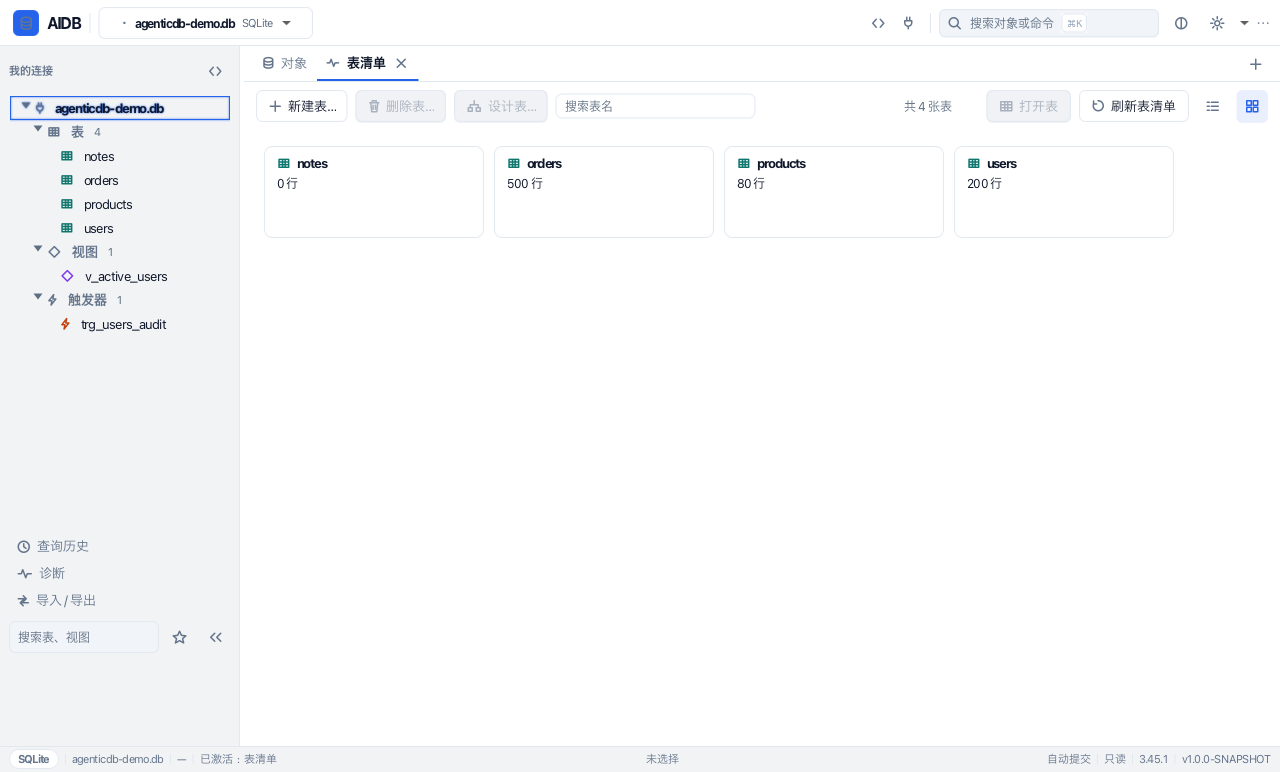 AIDB
agenticdb-demo.db SQLite
搜索对象或命令 ⌘K
我的连接
agenticdb-demo.db
表 4
notes
orders
products
users
视图 1
v_active_users
触发器 1
trg_users_audit
查询历史
诊断
导入/导出
搜索表、视图
对象
表清单
新建表...
删除表...
设计表...
搜索表名
共 4 张表
打开表
刷新表清单
notes
0 行
orders
500 行
products
80 行
users
200 行
SQLite
agenticdb-demo.db
—
已激活：表清单
未选择
自动提交
只读
3.45.1
v1.0.0-SNAPSHOT